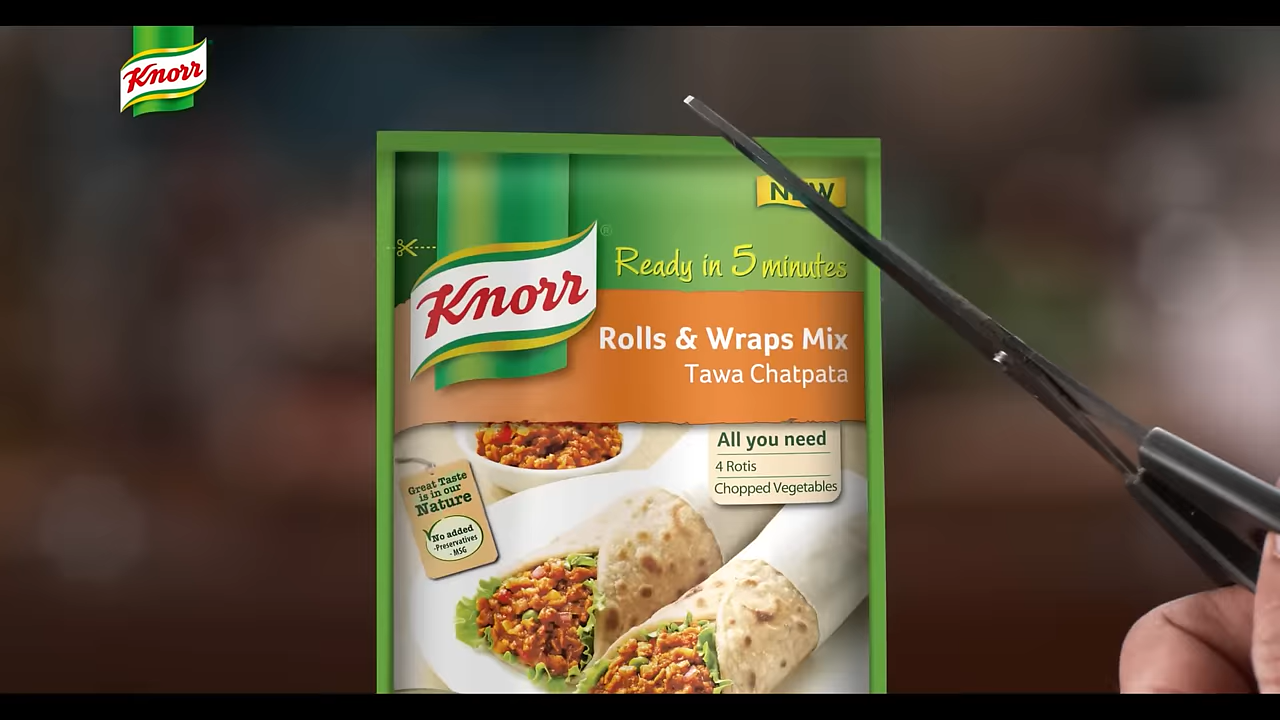 Knorr
NEW
Ready in 5 minutes
Knorr
®
Rolls & Wraps Mix
Tawa Chatpata
All you need
4 Rotis
Chopped Vegetables
Great Taste
is in our
Nature
No added
-Preservatives
- MSG